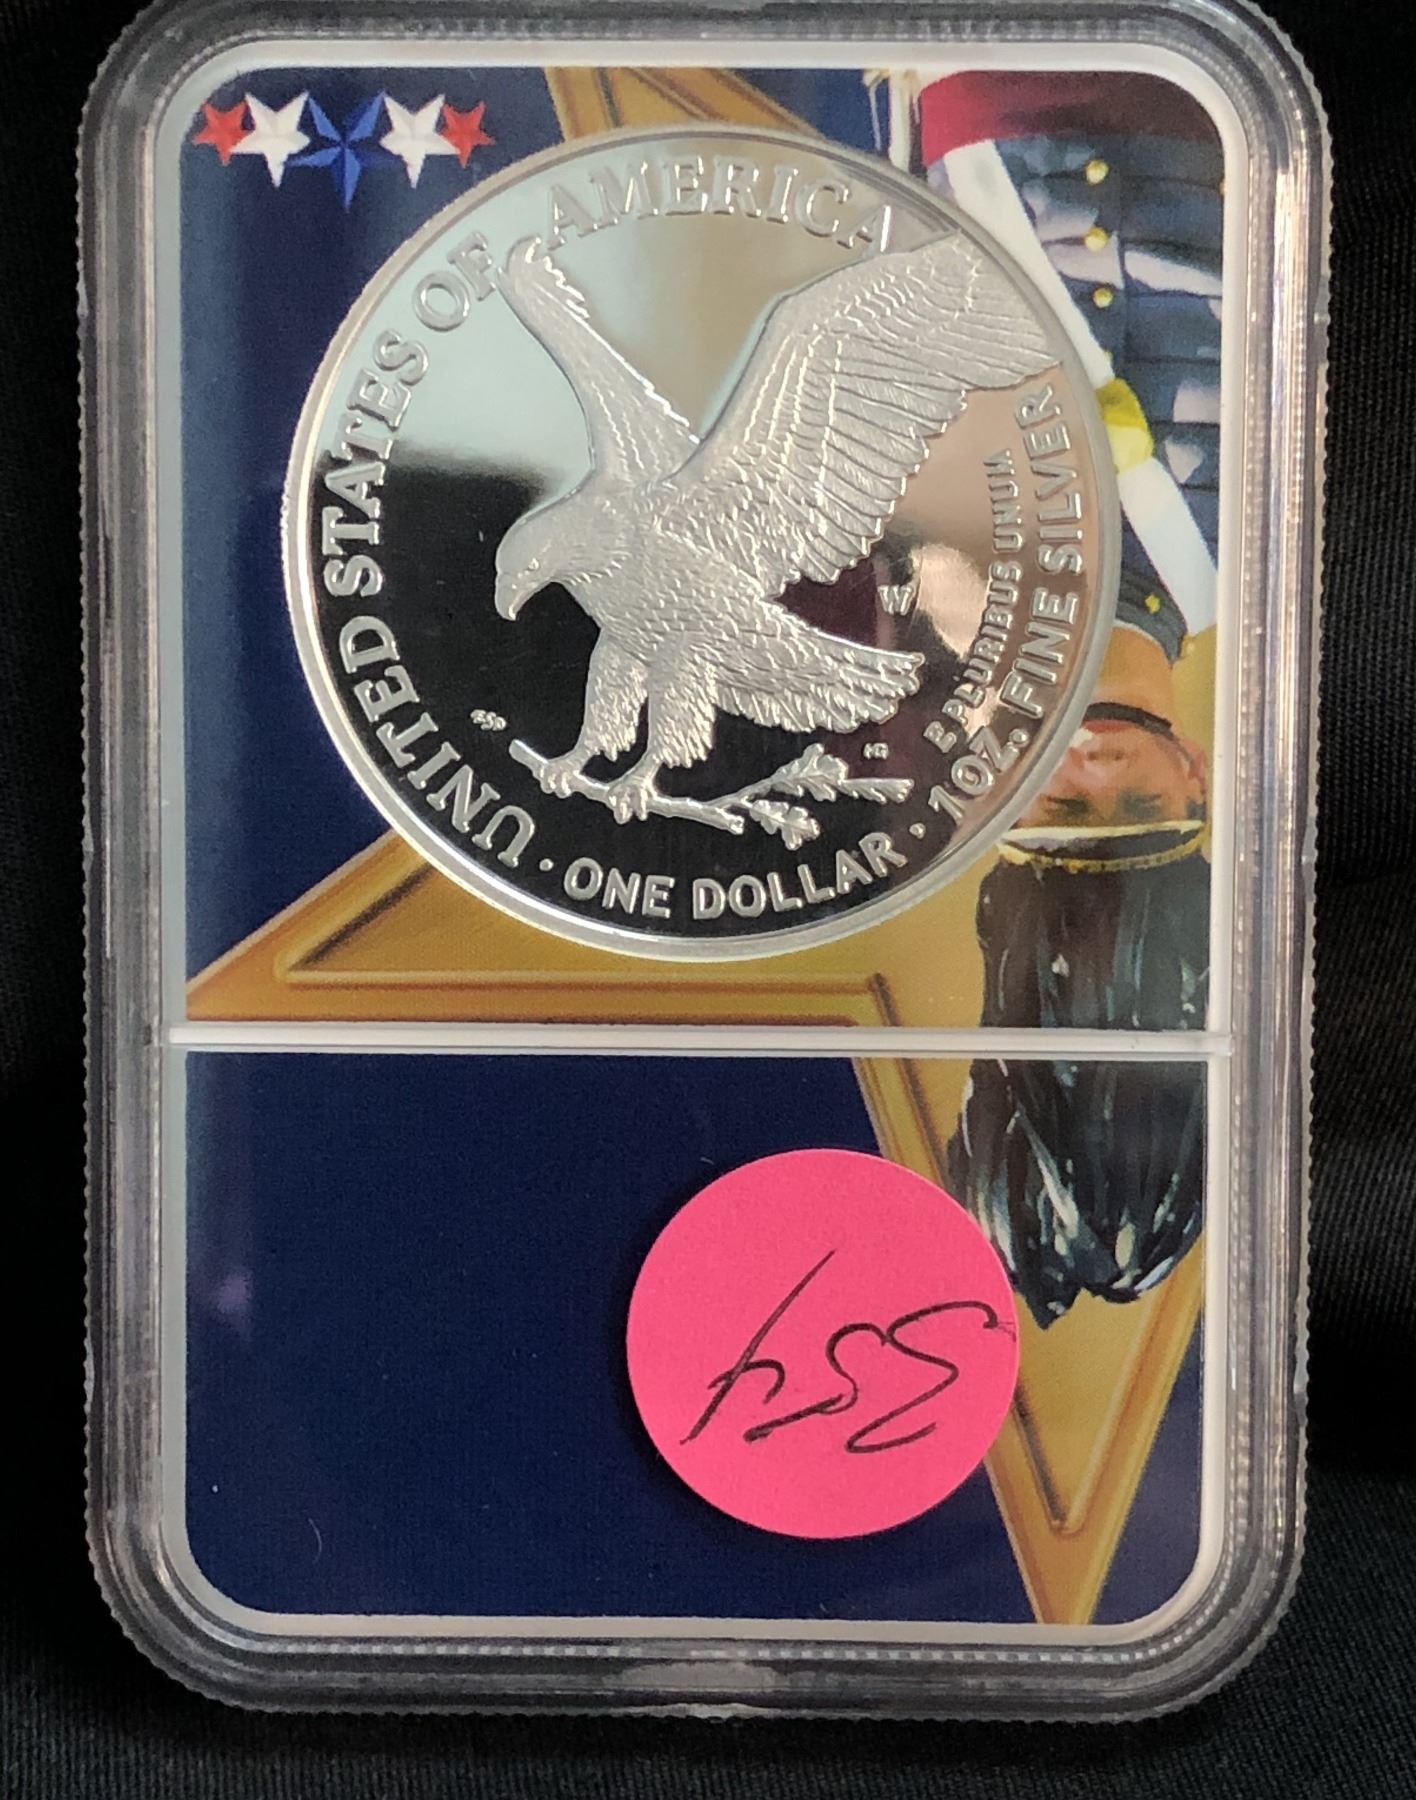 UNITED STATES OF AMERICA
E PLURIBUS UNUM
· ONE DOLLAR · 1 OZ. FINE SILVER
W